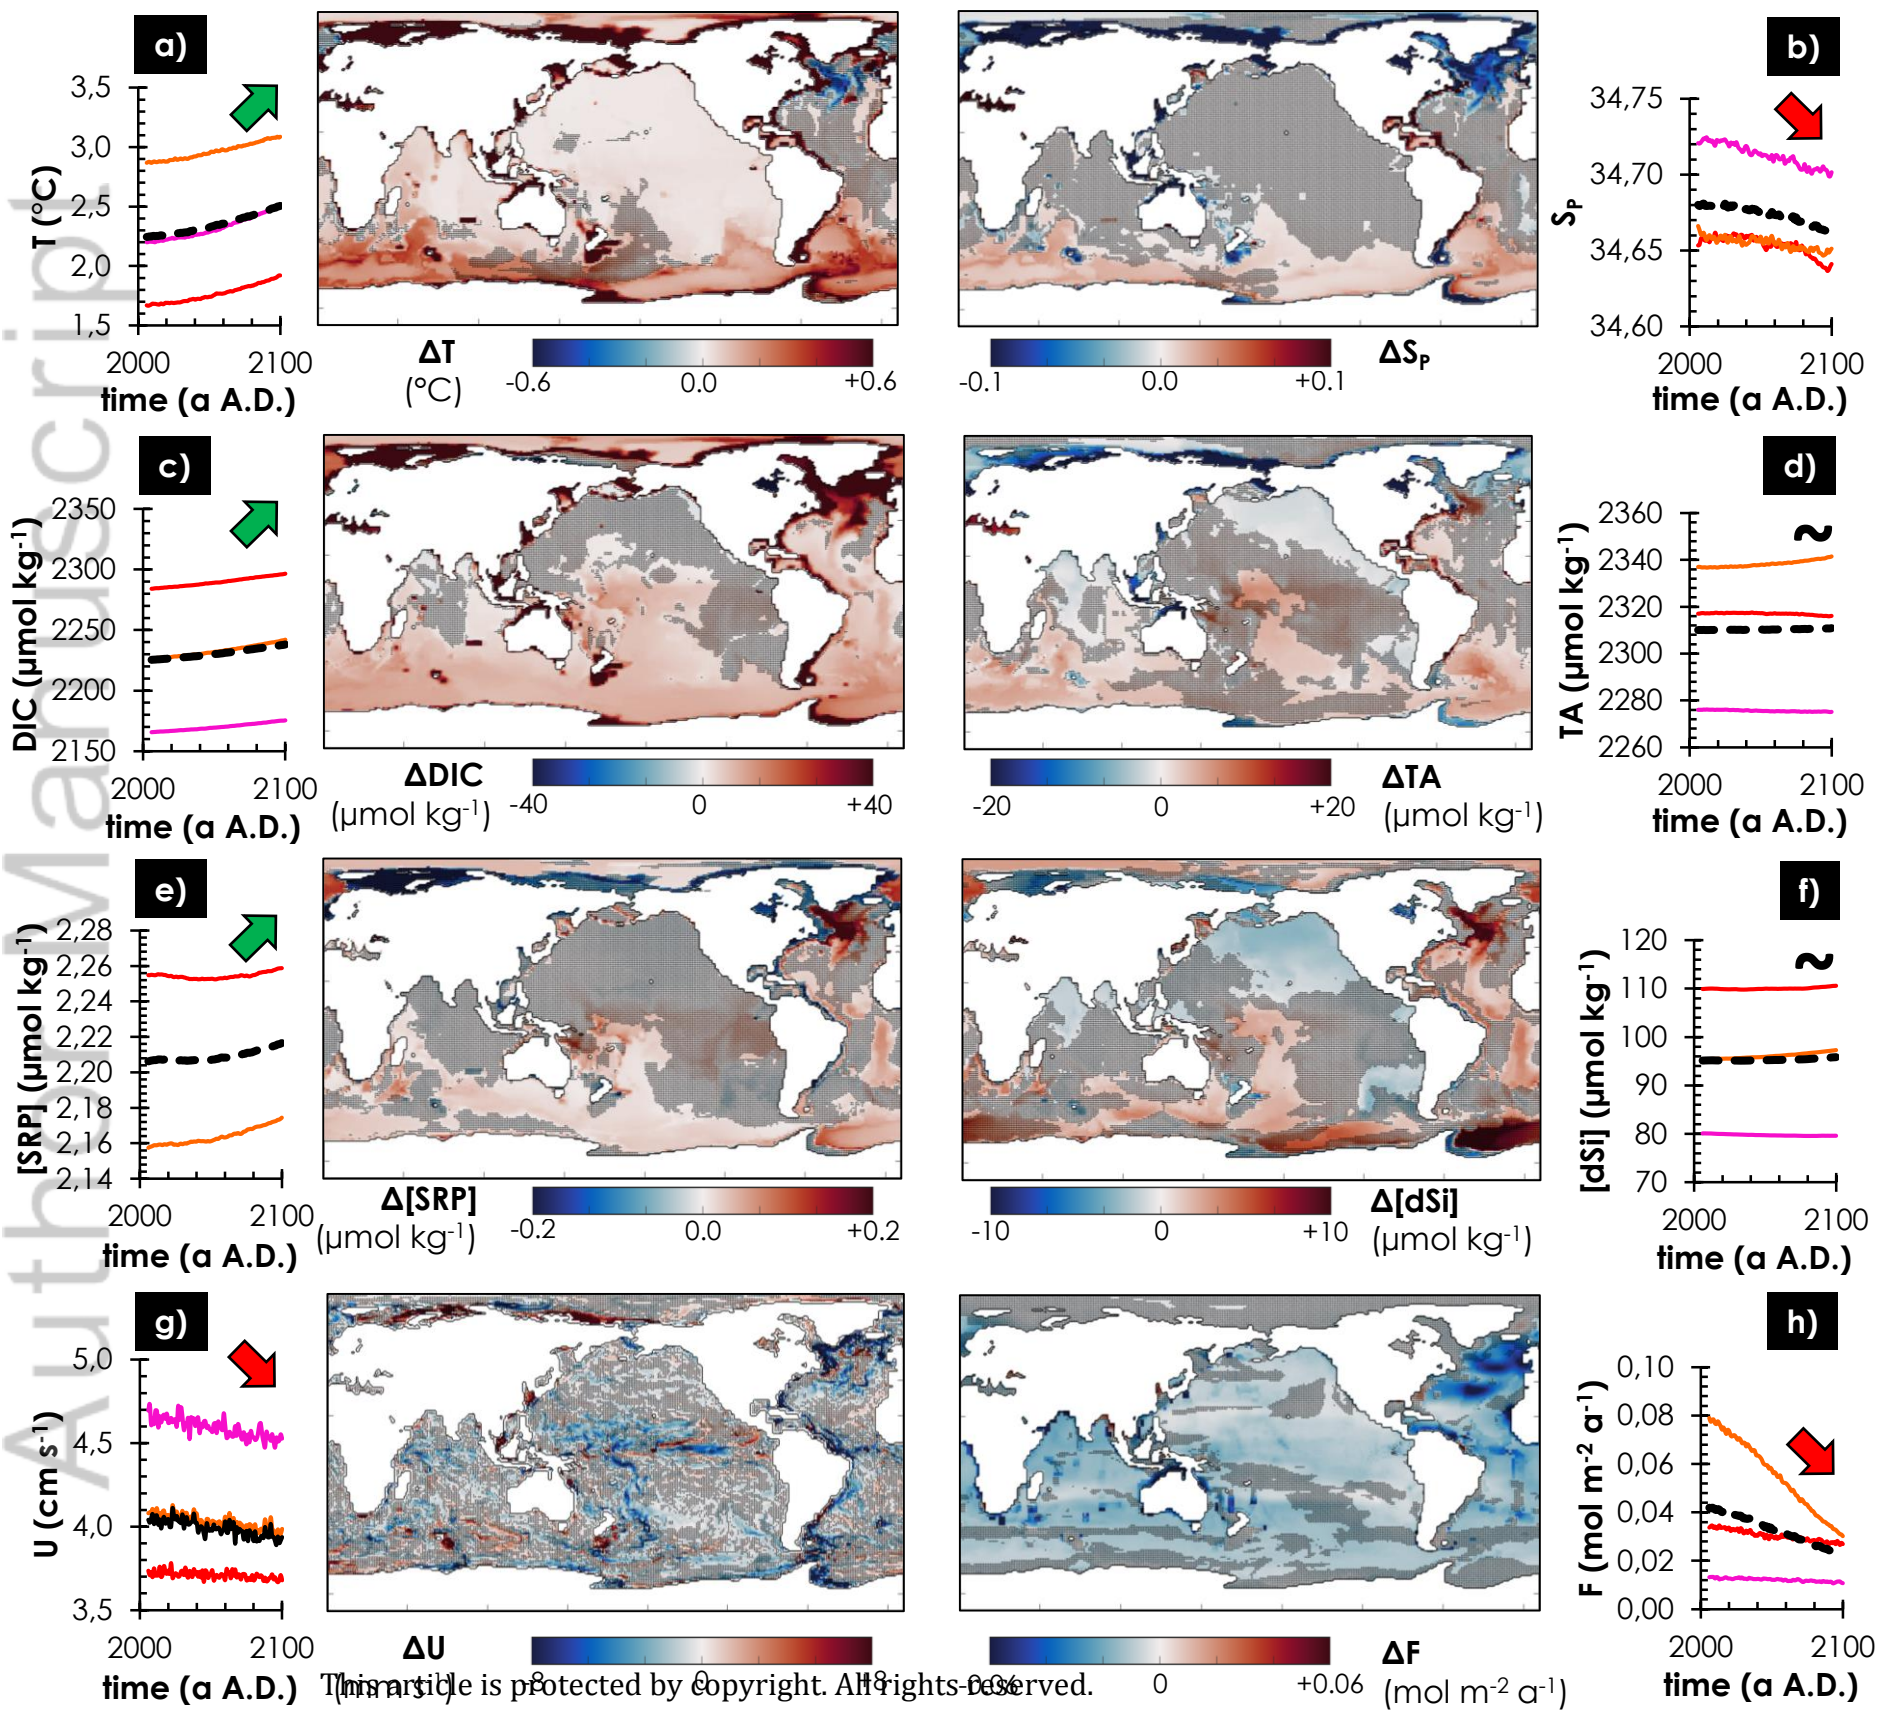 Author Manuscript
a)
T (°C)
3,5
3,0
2,5
2,0
1,5
2000 2100
time (a A.D.)
ΔT
(°C)
-0.6 0.0 +0.6
b)
Sₚ
34,75
34,70
34,65
34,60
2000 2100
time (a A.D.)
-0.1 0.0 +0.1
ΔSₚ
c)
DIC (µmol kg⁻¹)
2350
2300
2250
2200
2150
2000 2100
time (a A.D.)
ΔDIC
(µmol kg⁻¹)
-40 0 +40
d)
~
TA (µmol kg⁻¹)
2360
2340
2320
2300
2280
2260
2000 2100
time (a A.D.)
-20 0 +20
ΔTA
(µmol kg⁻¹)
e)
[SRP] (µmol kg⁻¹)
2,28
2,26
2,24
2,22
2,20
2,18
2,16
2,14
2000 2100
time (a A.D.)
Δ[SRP]
(µmol kg⁻¹)
-0.2 0.0 +0.2
f)
~
[dSi] (µmol kg⁻¹)
120
110
100
90
80
70
2000 2100
time (a A.D.)
-10 0 +10
Δ[dSi]
(µmol kg⁻¹)
g)
U (cm s⁻¹)
5,0
4,5
4,0
3,5
2000 2100
time (a A.D.)
ΔU
(mm s⁻¹)
-8 0 +8
h)
F (mol m⁻² a⁻¹)
0,10
0,08
0,06
0,04
0,02
0,00
2000 2100
time (a A.D.)
-0.06 0 +0.06
ΔF
(mol m⁻² a⁻¹)
This article is protected by copyright. All rights reserved.